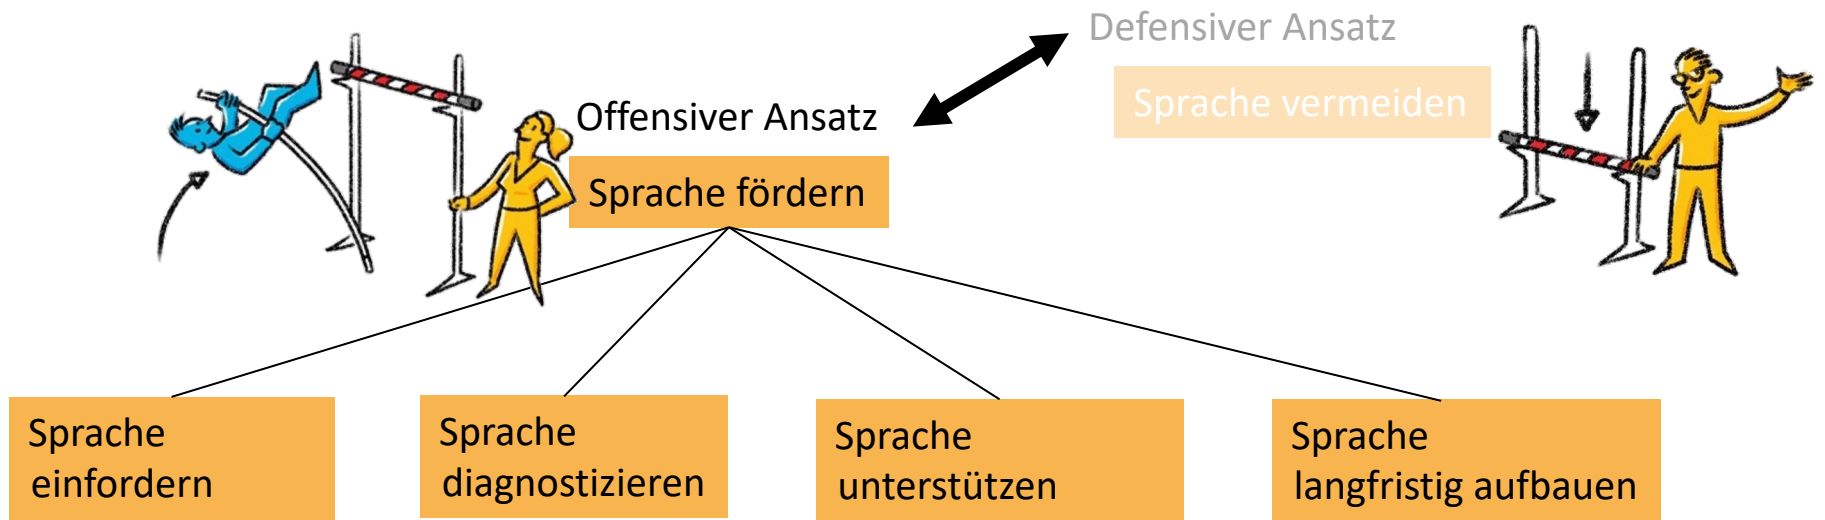 Defensiver Ansatz
Sprache vermeiden
Offensiver Ansatz
Sprache fördern
Sprache
einfordern
Sprache
diagnostizieren
Sprache
unterstützen
Sprache
langfristig aufbauen